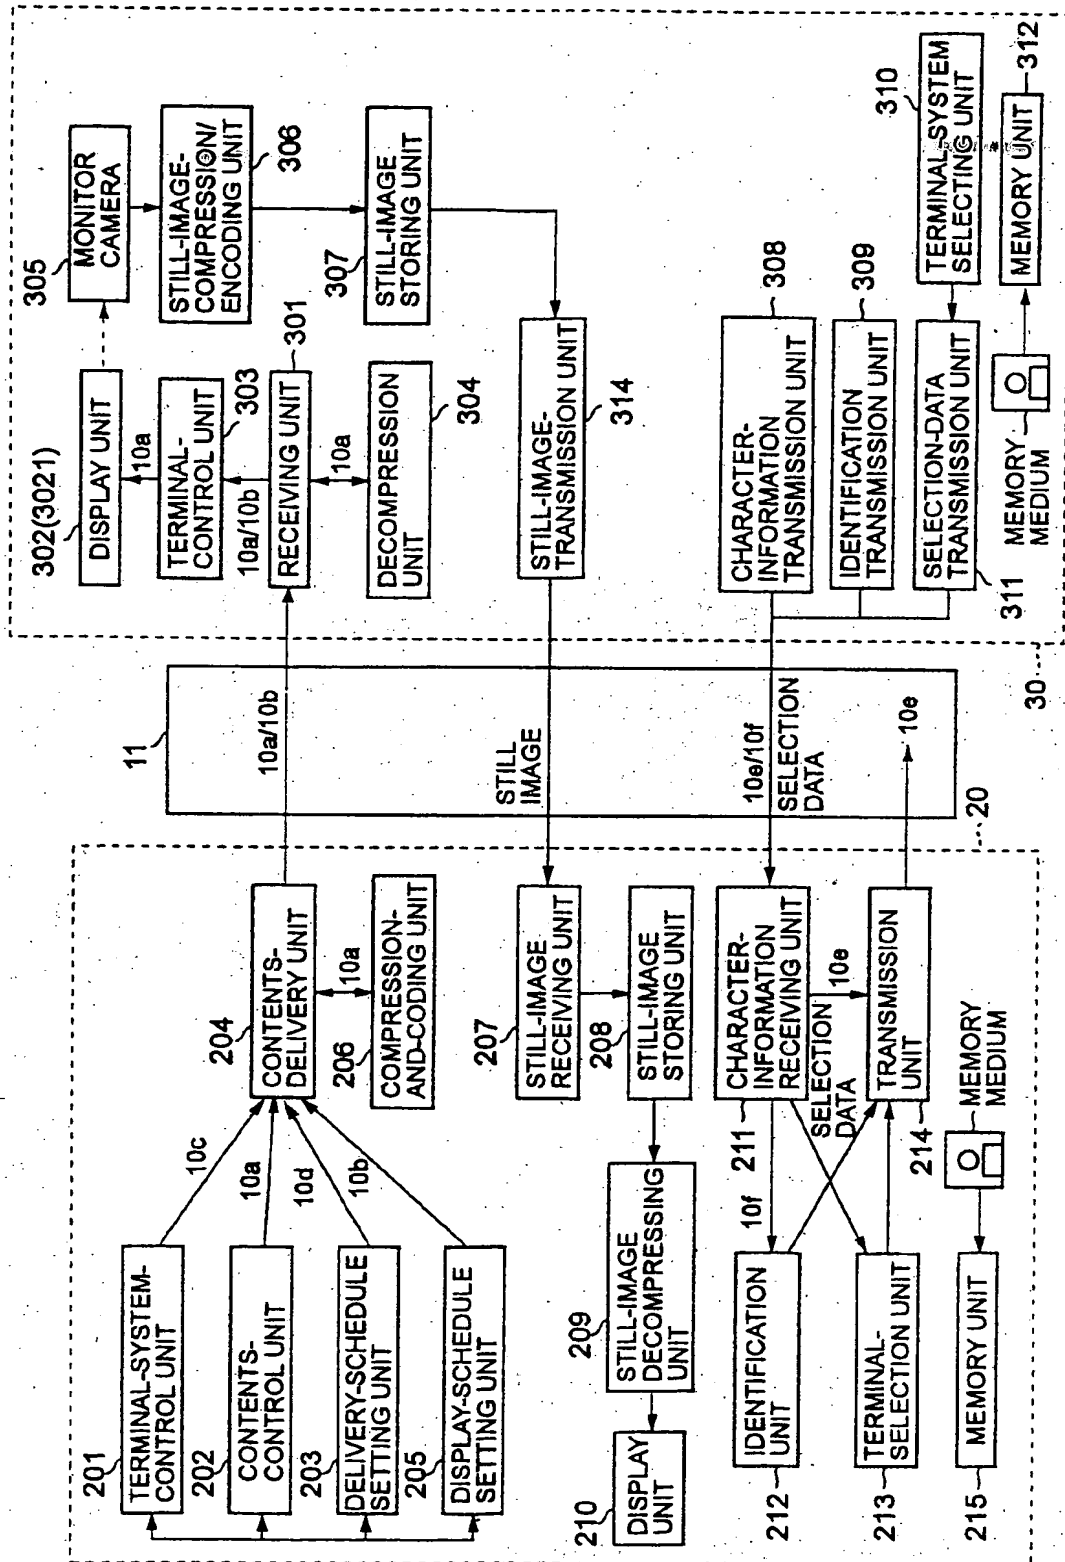 201
TERMINAL-SYSTEM-
CONTROL UNIT
202
CONTENTS-
CONTROL UNIT
203
DELIVERY-SCHEDULE
SETTING UNIT
205
DISPLAY-SCHEDULE
SETTING UNIT
10c
10a
10d
10b
204
CONTENTS-
DELIVERY UNIT
10a
206
COMPRESSION-
AND-CODING UNIT
207
STILL-IMAGE
RECEIVING UNIT
208
STILL-IMAGE
STORING UNIT
209
STILL-IMAGE
DECOMPRESSING
UNIT
210
DISPLAY
UNIT
211
CHARACTER-
INFORMATION
RECEIVING UNIT
10f
10e
SELECTION
DATA
212
IDENTIFICATION
UNIT
213
TERMINAL-
SELECTION UNIT
214
TRANSMISSION
UNIT
215
MEMORY UNIT
MEMORY
MEDIUM
20
11
10a/10b
STILL
IMAGE
10e/10f
SELECTION
DATA
10e
30
305
MONITOR
CAMERA
STILL-IMAGE-
COMPRESSION/
ENCODING UNIT
306
307
STILL-IMAGE
STORING UNIT
302(3021)
DISPLAY UNIT
10a
TERMINAL-
CONTROL UNIT
303
10a/10b
RECEIVING UNIT
301
10a
DECOMPRESSION
UNIT
304
STILL-IMAGE-
TRANSMISSION UNIT
314
CHARACTER-
INFORMATION
TRANSMISSION UNIT
308
IDENTIFICATION
TRANSMISSION UNIT
309
TERMINAL-SYSTEM
SELECTING UNIT
310
SELECTION-DATA
TRANSMISSION UNIT
311
MEMORY UNIT
312
MEMORY
MEDIUM